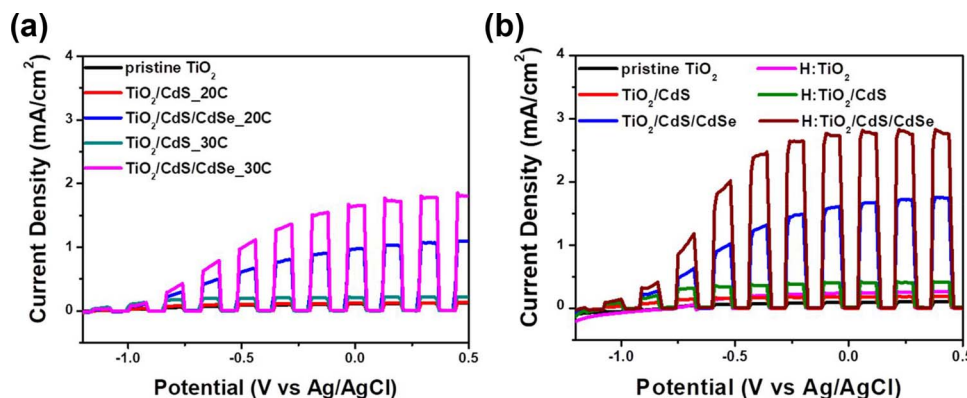 (a)
4
3
2
1
0
Current Density (mA/cm²)
pristine TiO₂
TiO₂/CdS_20C
TiO₂/CdS/CdSe_20C
TiO₂/CdS_30C
TiO₂/CdS/CdSe_30C
-1.0 -0.5 0.0 0.5
Potential (V vs Ag/AgCl)
(b)
4
3
2
1
0
Current Density (mA/cm²)
pristine TiO₂ H:TiO₂
TiO₂/CdS H:TiO₂/CdS
TiO₂/CdS/CdSe H:TiO₂/CdS/CdSe
-1.0 -0.5 0.0 0.5
Potential (V vs Ag/AgCl)